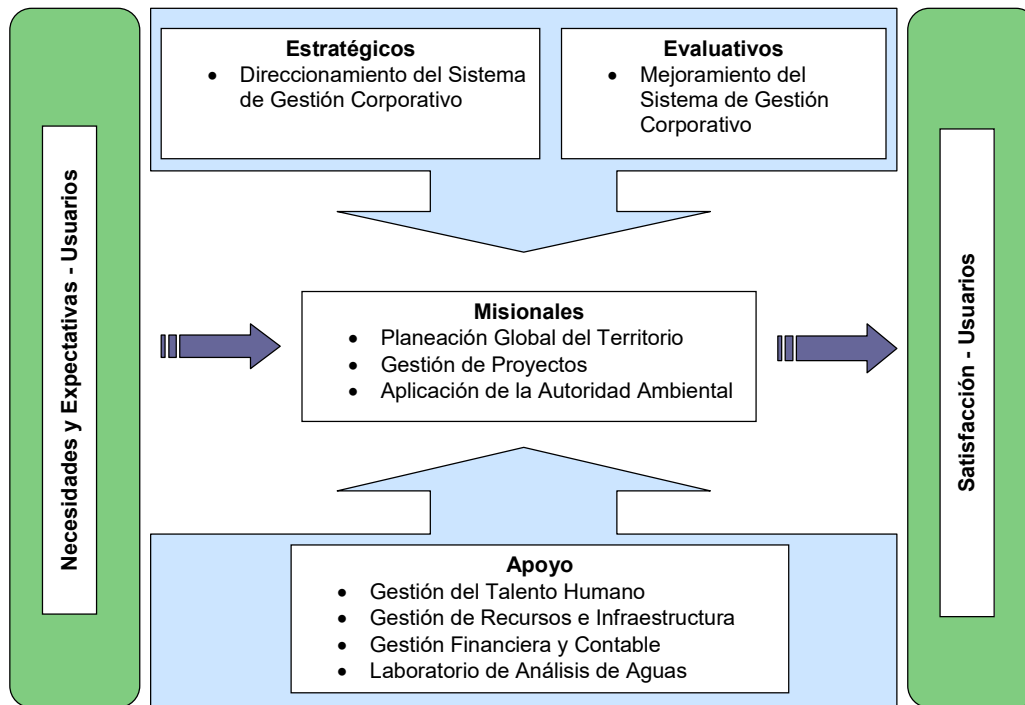 Necesidades y Expectativas - Usuarios
Estratégicos
• Direccionamiento del Sistema
de Gestión Corporativo
Evaluativos
• Mejoramiento del
Sistema de Gestión
Corporativo
Misionales
• Planeación Global del Territorio
• Gestión de Proyectos
• Aplicación de la Autoridad Ambiental
Apoyo
• Gestión del Talento Humano
• Gestión de Recursos e Infraestructura
• Gestión Financiera y Contable
• Laboratorio de Análisis de Aguas
Satisfacción - Usuarios